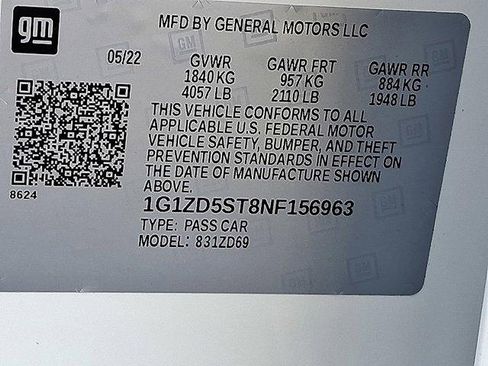 gm
MFD BY GENERAL MOTORS LLC
05/22 GVWR GAWR FRT GAWR RR
1840 KG 957 KG 884 KG
4057 LB 2110 LB 1948 LB
THIS VEHICLE CONFORMS TO ALL
APPLICABLE U.S. FEDERAL MOTOR
VEHICLE SAFETY, BUMPER, AND THEFT
PREVENTION STANDARDS IN EFFECT ON
THE DATE OF MANUFACTURE SHOWN
ABOVE.
8624
1G1ZD5ST8NF156963
TYPE: PASS CAR
MODEL: 831ZD69